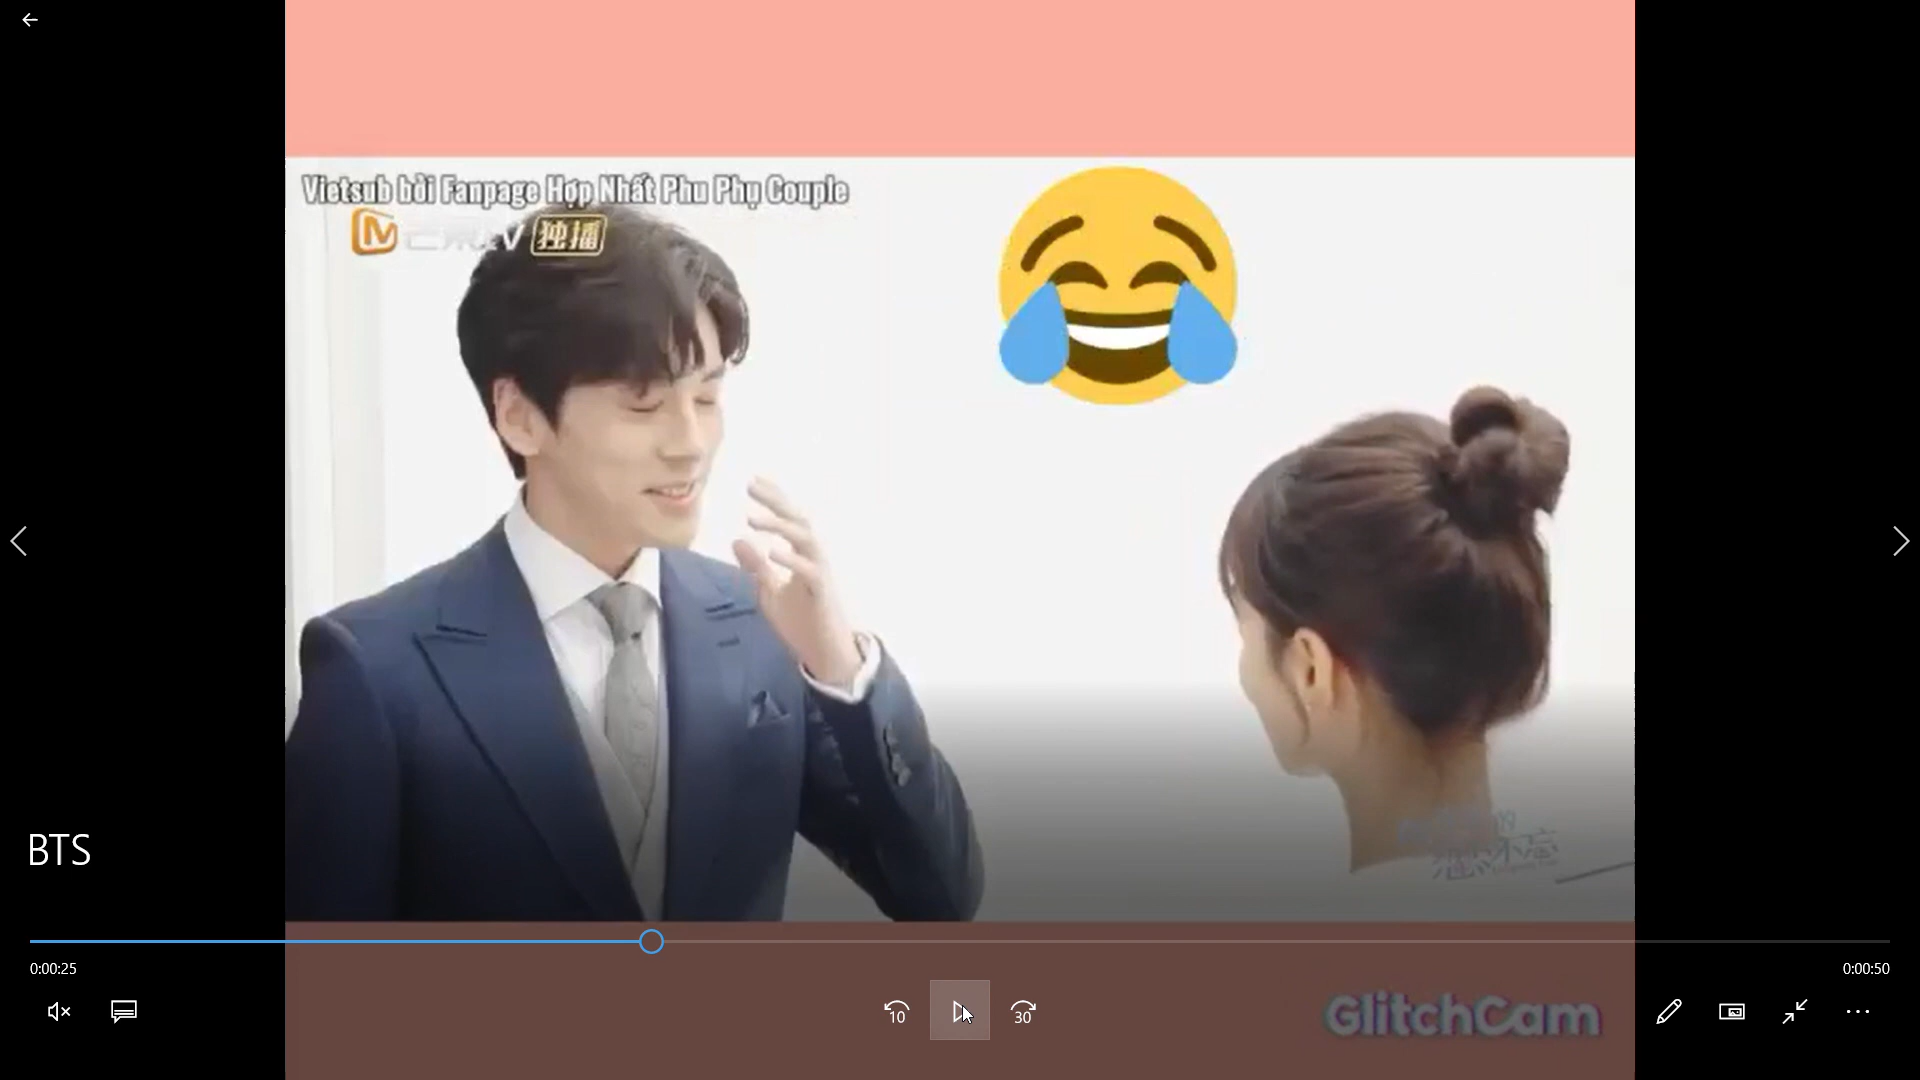 Vietsub bởi Fanpage Hợp Nhất Phu Phụ Couple
TV 独播
BTS
0:00:25
0:00:50
10
30
GlitchCam